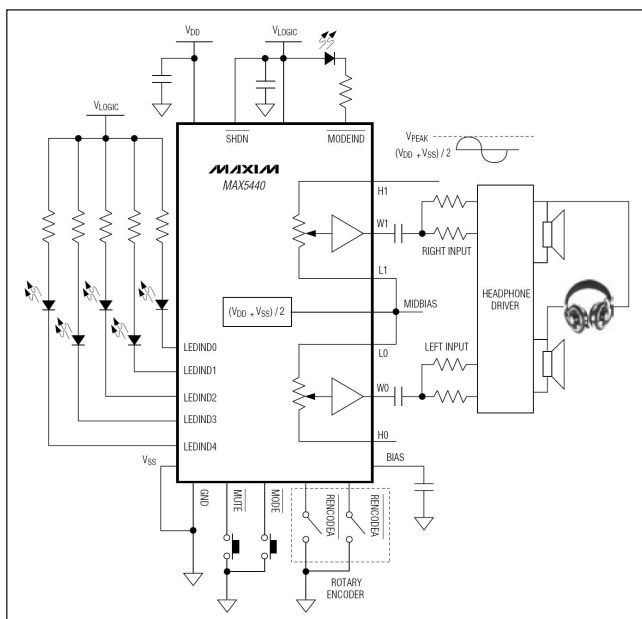 VDD
VLOGIC
VLOGIC
SHDN
MODEIND
MAXIM
MAX5440
VPEAK
(VDD + VSS) / 2
H1
W1
RIGHT INPUT
L1
MIDBIAS
(VDD + VSS) / 2
HEADPHONE
DRIVER
L0
LEFT INPUT
W0
H0
BIAS
LEDIND0
LEDIND1
LEDIND2
LEDIND3
LEDIND4
VSS
GND
MUTE
MODE
RENCODEA
RENCODEA
ROTARY
ENCODER